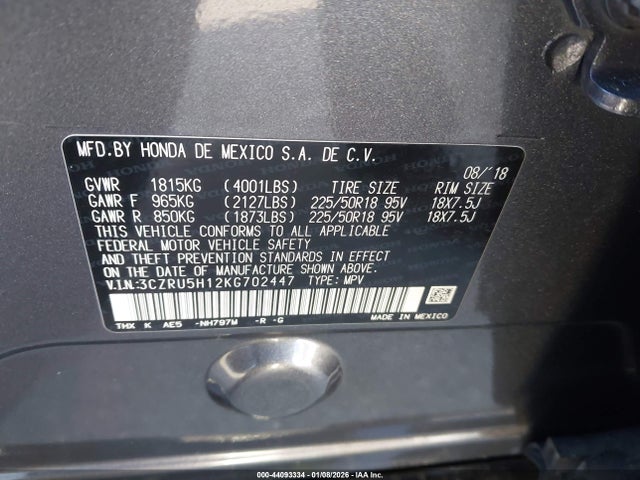 MFD.BY HONDA DE MEXICO S.A. DE C.V.
08/'18
GVWR 1815KG (4001LBS) TIRE SIZE RIM SIZE
GAWR F 965KG (2127LBS) 225/50R18 95V 18X7.5J
GAWR R 850KG (1873LBS) 225/50R18 95V 18X7.5J
THIS VEHICLE CONFORMS TO ALL APPLICABLE
FEDERAL MOTOR VEHICLE SAFETY
AND THEFT PREVENTION STANDARDS IN EFFECT
ON THE DATE OF MANUFACTURE SHOWN ABOVE.
V.I.N:3CZRU5H12KG702447 TYPE: MPV
THX K AE5 -NH797M -R -G
MADE IN MEXICO
000-44093334 | 01/08/2026 - IAA Inc.